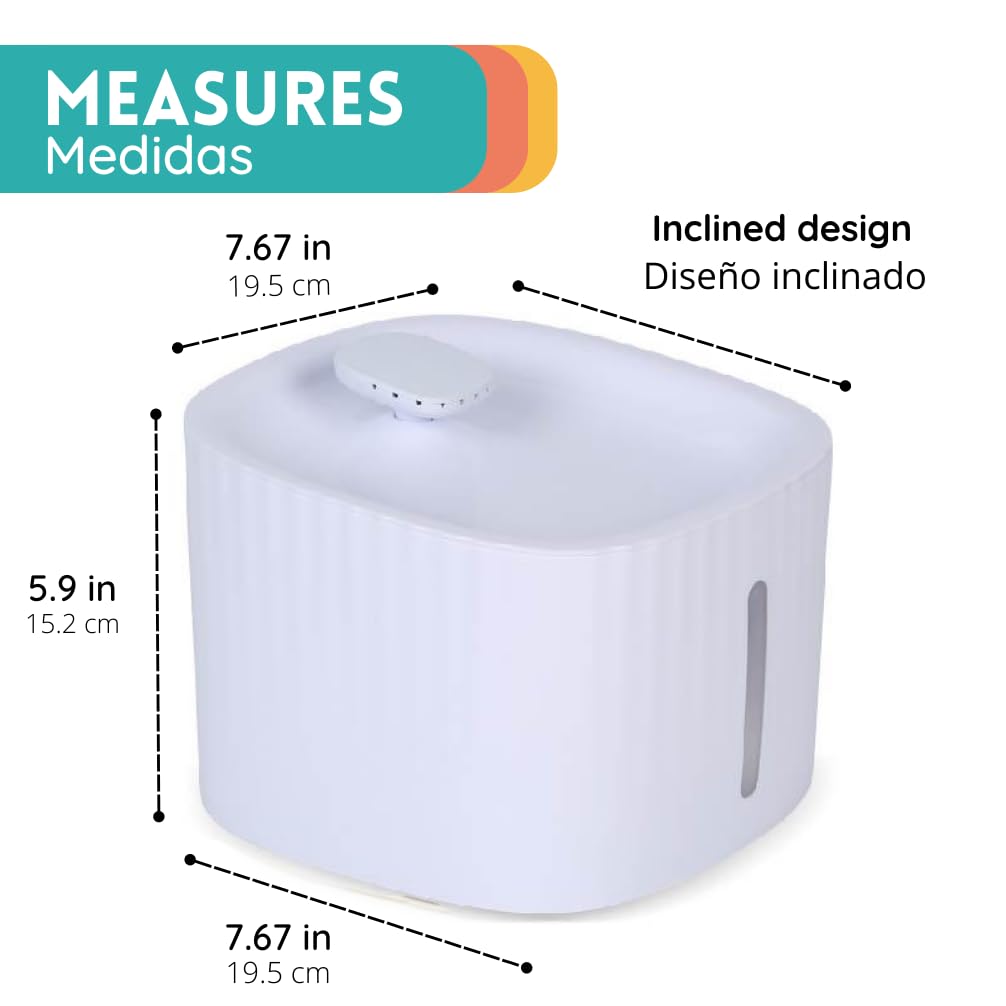 MEASURES
Medidas
Inclined design
Diseño inclinado
7.67 in
19.5 cm
5.9 in
15.2 cm
7.67 in
19.5 cm